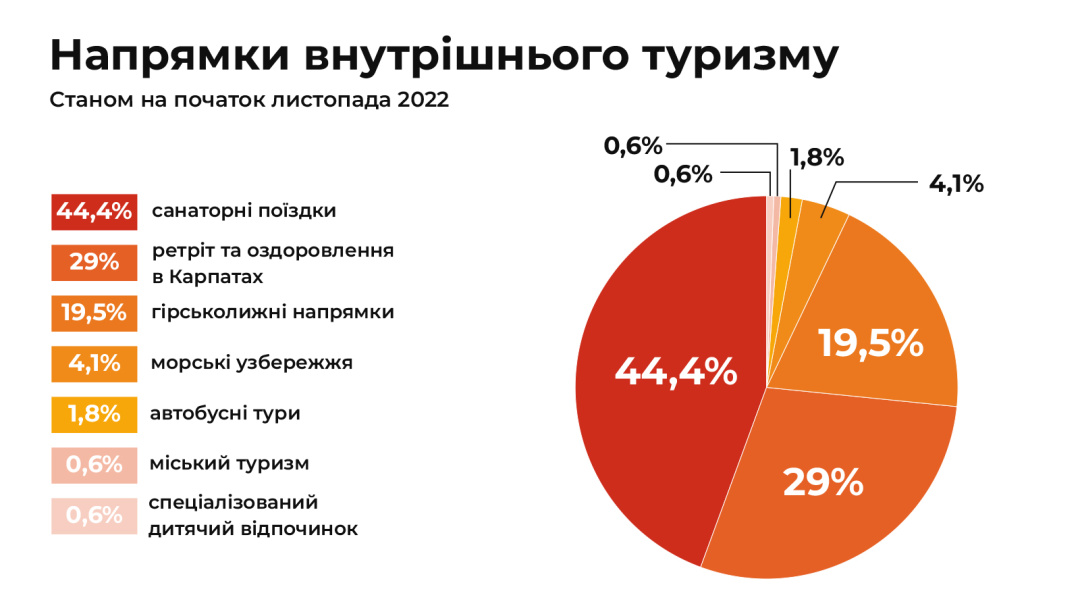 Напрямки внутрішнього туризму
Станом на початок листопада 2022
44,4% санаторні поїздки
29% ретріт та оздоровлення
в Карпатах
19,5% гірськолижні напрямки
4,1% морські узбережжя
1,8% автобусні тури
0,6% міський туризм
0,6% спеціалізований
дитячий відпочинок
0,6%
0,6%
1,8%
4,1%
19,5%
44,4%
29%